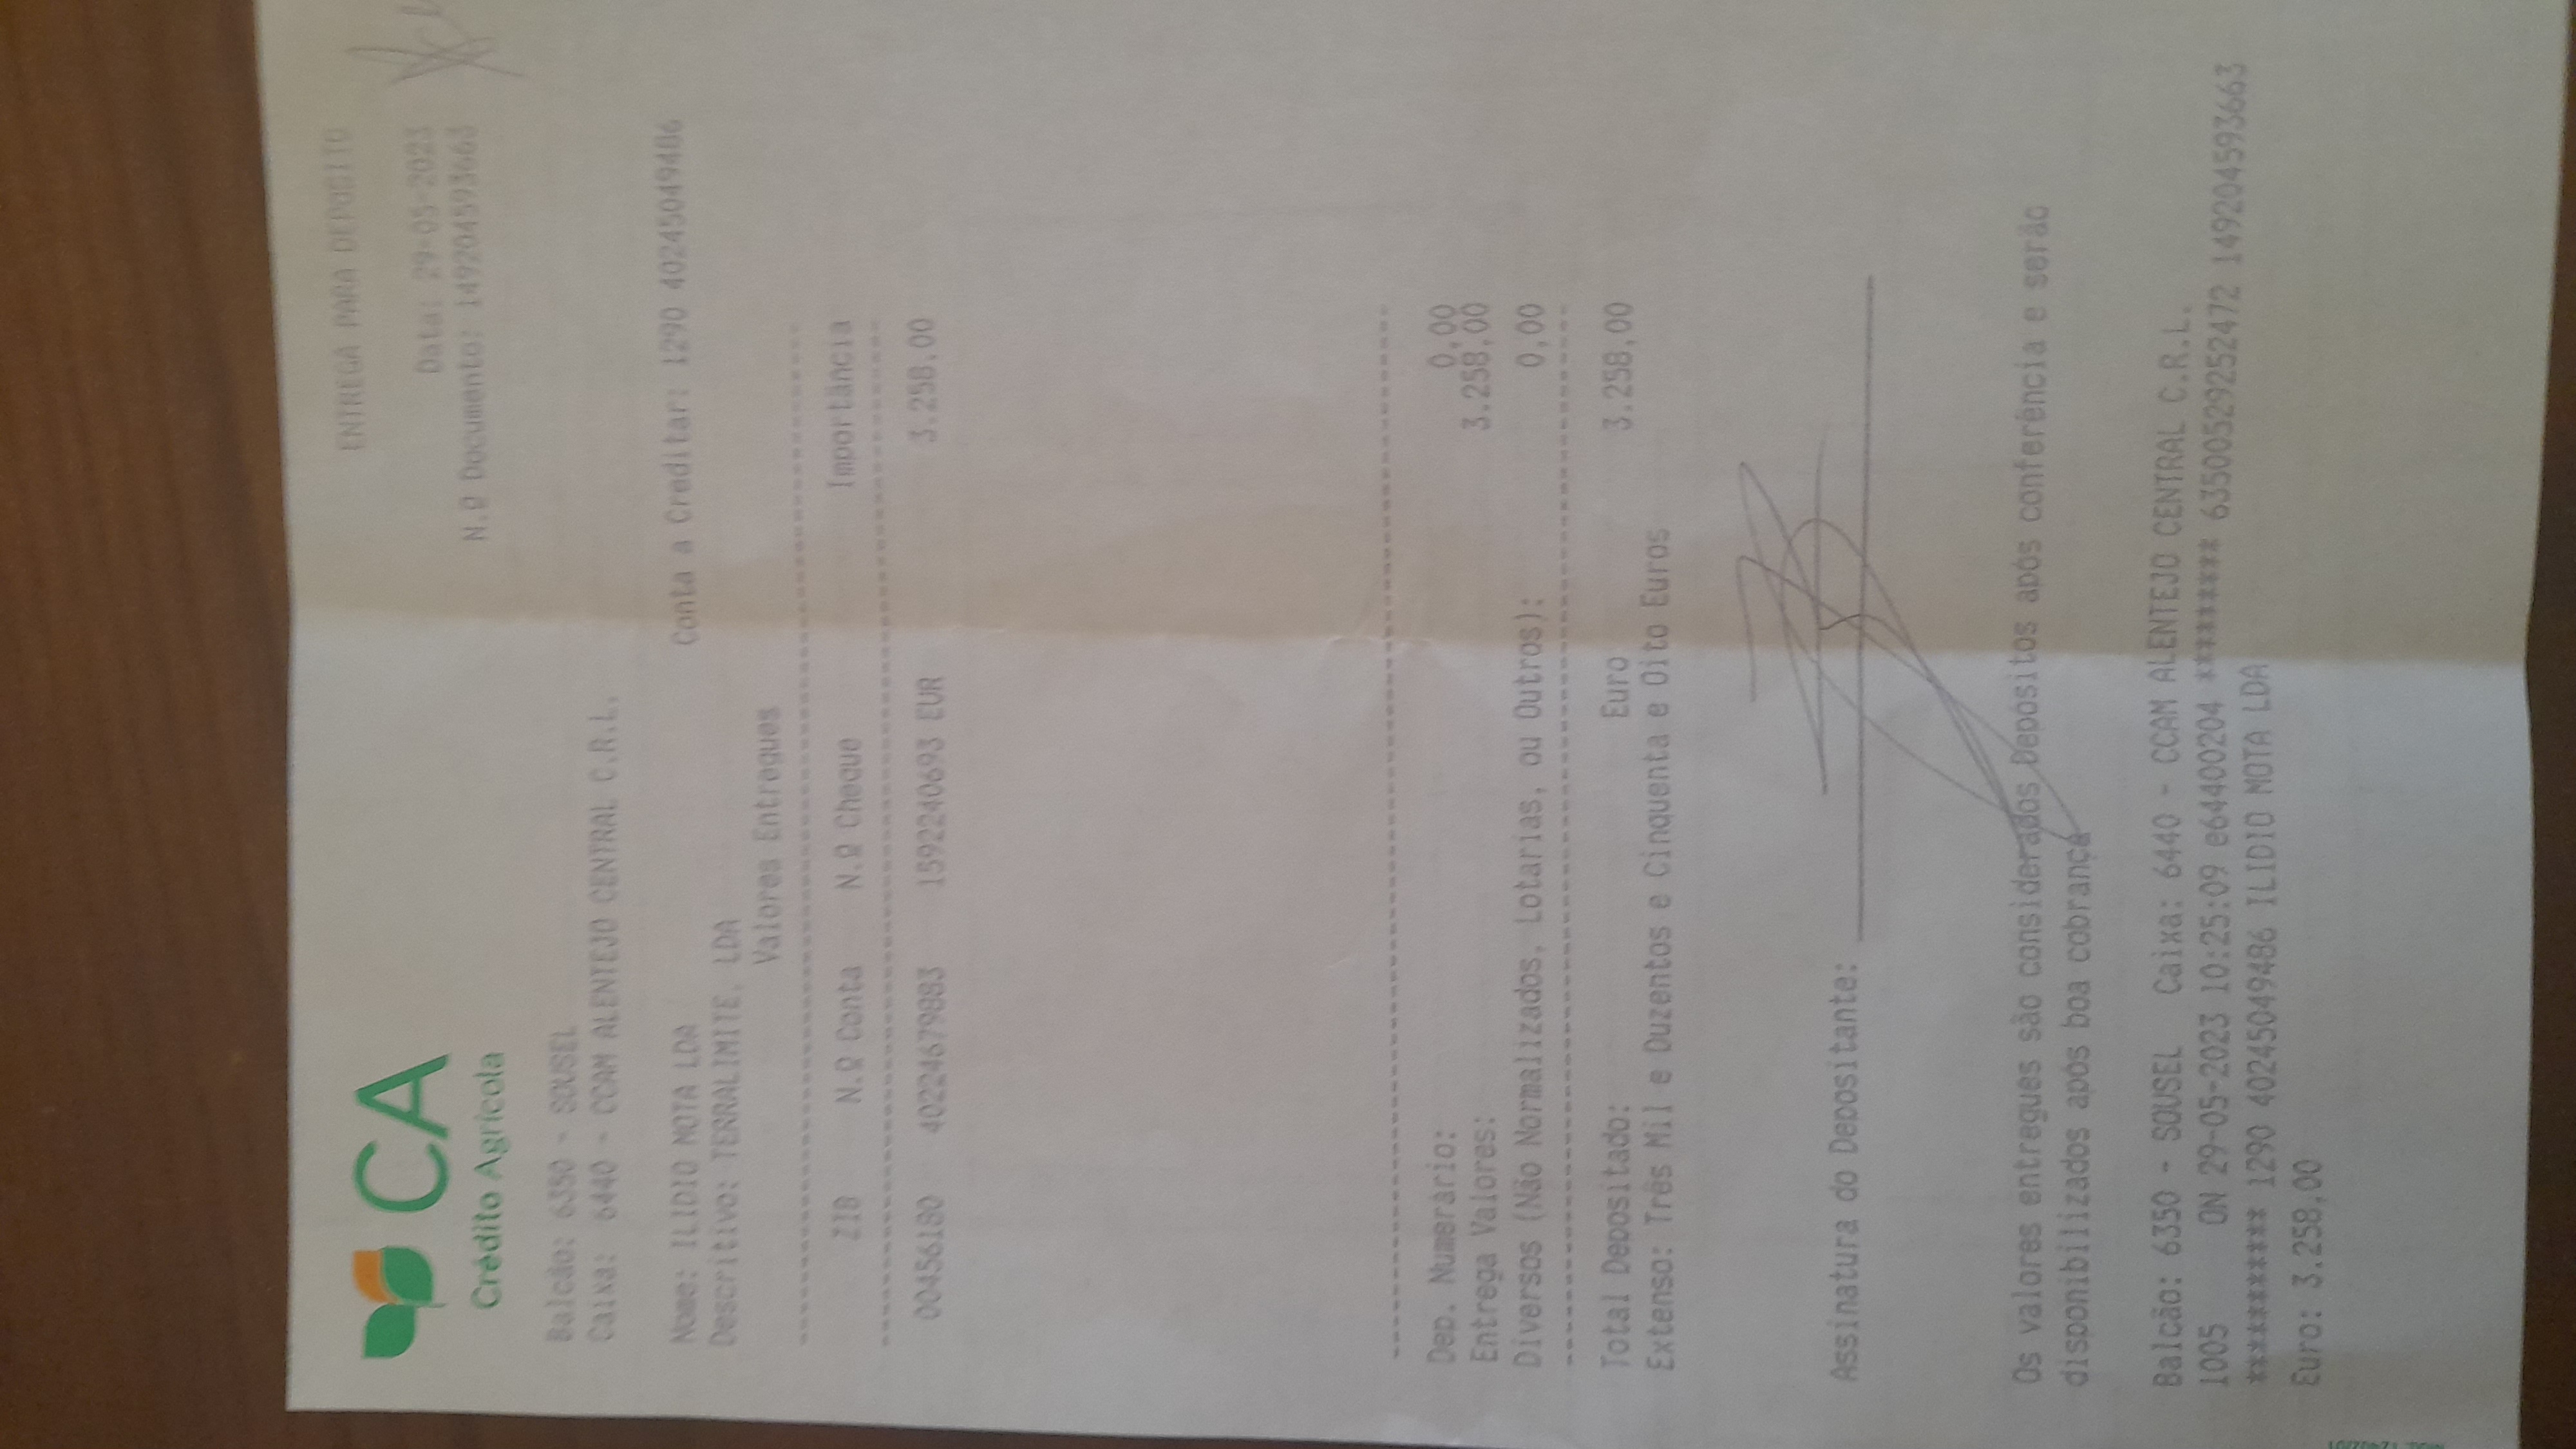 CA
Crédito Agrícola
ENTREGA PARA DEPOSITO
Data: 29-05-2023
N.º Documento: 149204593663
Balcão: 6350 - SOUSEL
Caixa: 6440 - CCAM ALENTEJO CENTRAL C.R.L.
Nome: ILIDIO MOTA LDA Conta a Creditar: 1290 40245049486
Descritivo: TERRALIMITE, LDA
Valores Entregues
ZIB N.º Conta N.º Cheque Importância
00456180 40224679883 1592240693 EUR 3.258,00
Dep. Numerário: 0,00
Entrega Valores: 3.258,00
Diversos (Não Normalizados, Lotarias, ou Outros): 0,00
Total Depositado: Euro 3.258,00
Extenso: Três Mil e Duzentos e Cinquenta e Oito Euros
Assinatura do Depositante:
Os valores entregues são considerados Depósitos após conferência e serão
disponibilizados após boa cobrança
Balcão: 6350 - SOUSEL Caixa: 6440 - CCAM ALENTEJO CENTRAL C.R.L.
1005 ON 29-05-2023 10:25:09 e64400204 ******** 63500529252472 149204593663
*********** 1290 40245049486 ILIDIO MOTA LDA
Euro: 3.258,00